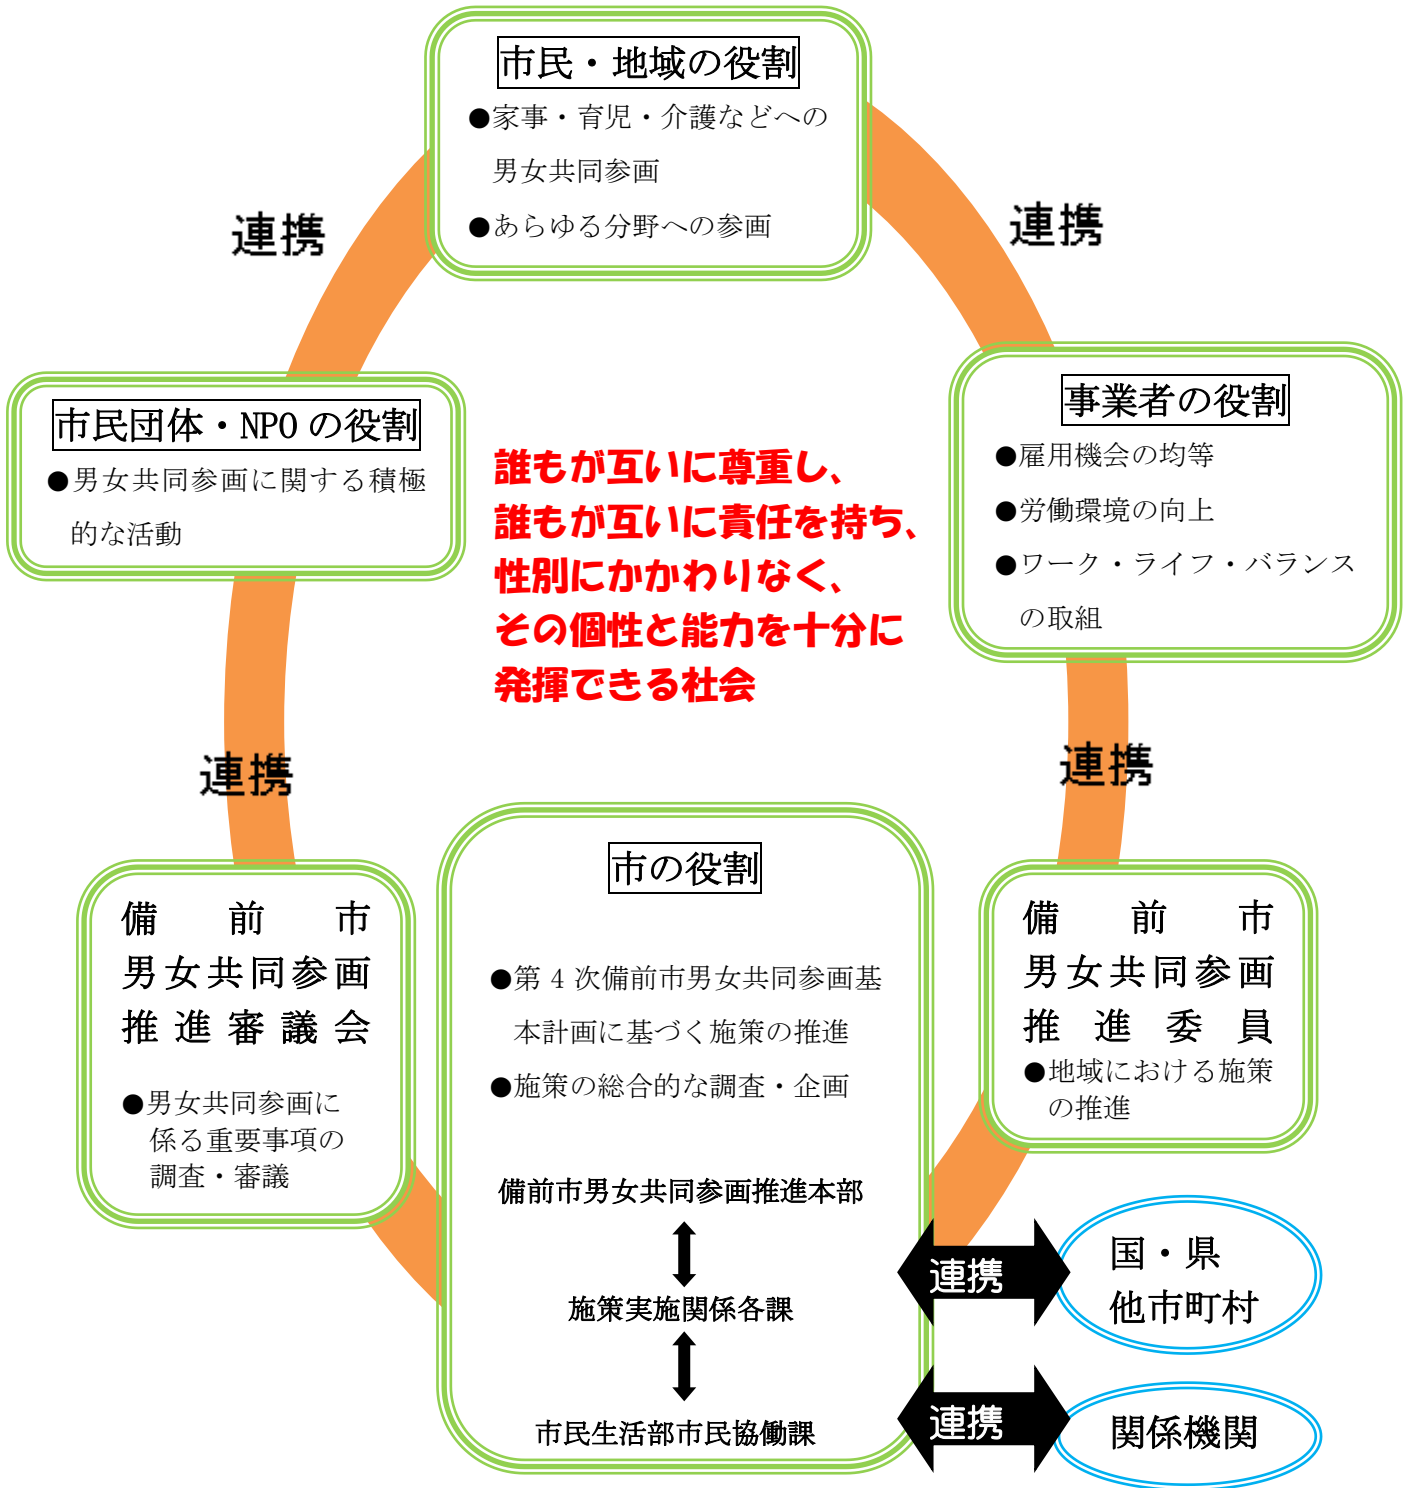 市民・地域の役割
●家事・育児・介護などへの
男女共同参画
●あらゆる分野への参画
連携
連携
市民団体・NPOの役割
●男女共同参画に関する積極
的な活動
事業者の役割
●雇用機会の均等
●労働環境の向上
●ワーク・ライフ・バランス
の取組
誰もが互いに尊重し、
誰もが互いに責任を持ち、
性別にかかわりなく、
その個性と能力を十分に
発揮できる社会
連携
連携
備前市
男女共同参画
推進審議会
●男女共同参画に
係る重要事項の
調査・審議
市の役割
●第4次備前市男女共同参画基
本計画に基づく施策の推進
●施策の総合的な調査・企画
備前市男女共同参画推進本部
施策実施関係各課
市民生活部市民協働課
備前市
男女共同参画
推進委員
●地域における施策
の推進
連携
国・県
他市町村
連携
関係機関